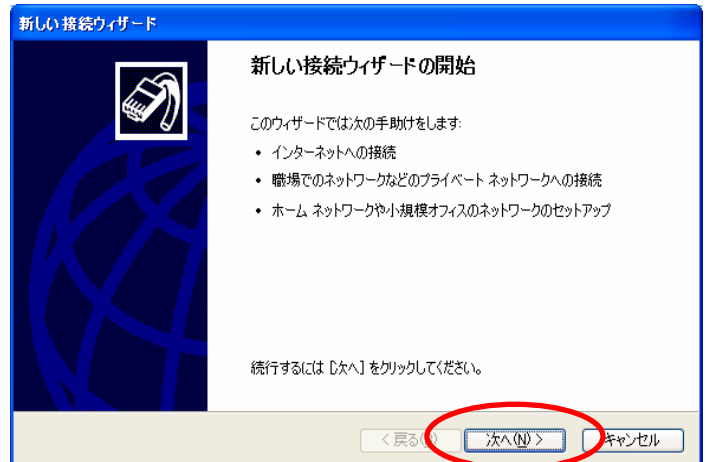 新しい接続ウィザード
新しい接続ウィザードの開始
このウィザードでは次の手助けをします:
• インターネットへの接続
• 職場でのネットワークなどのプライベート ネットワークへの接続
• ホーム ネットワークや小規模オフィスのネットワークのセットアップ
続行するには [次へ] をクリックしてください。
< 戻る 次へ(N) > キャンセル